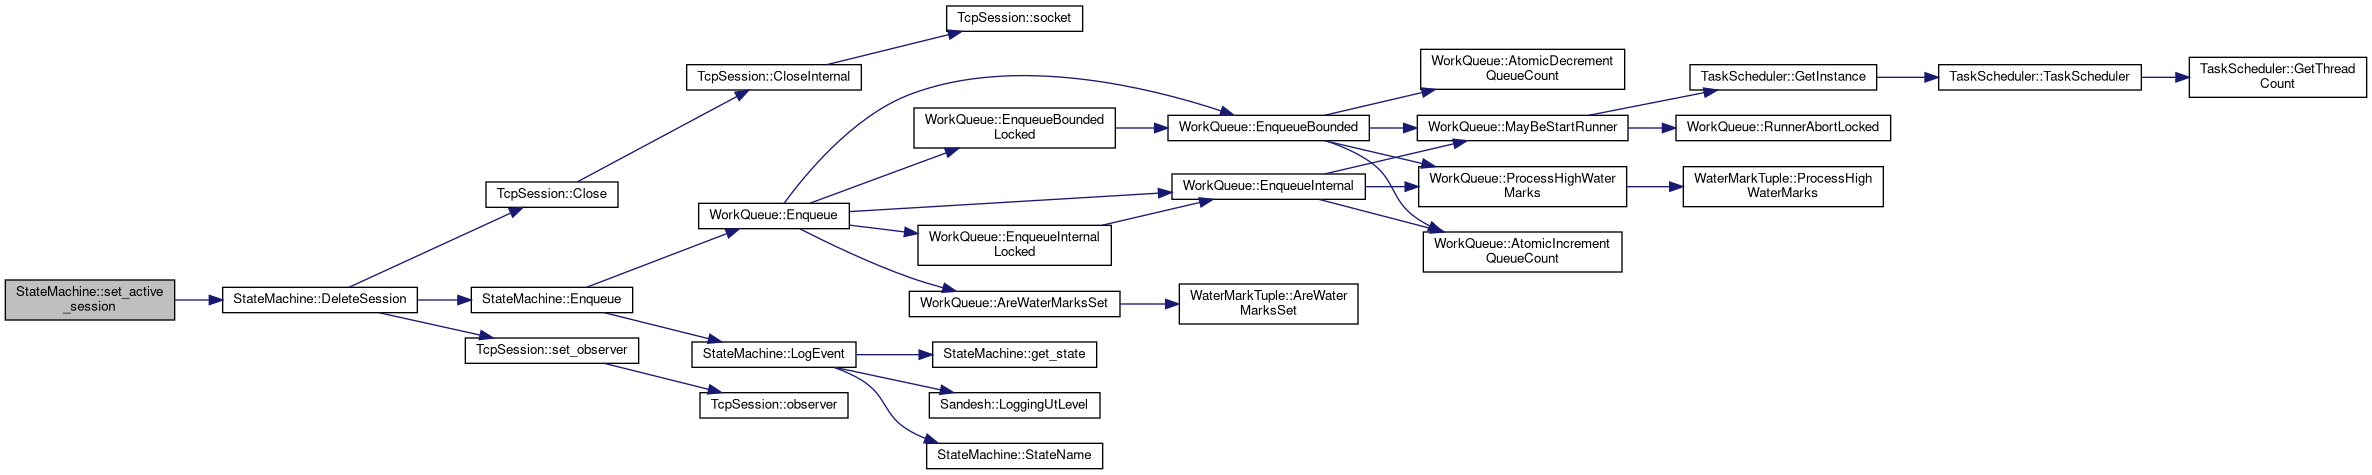 StateMachine::set_active
_session
StateMachine::DeleteSession
TcpSession::Close
TcpSession::CloseInternal
TcpSession::socket
StateMachine::Enqueue
TcpSession::set_observer
TcpSession::observer
WorkQueue::Enqueue
StateMachine::LogEvent
WorkQueue::EnqueueBounded
Locked
WorkQueue::EnqueueBounded
WorkQueue::EnqueueInternal
WorkQueue::EnqueueInternal
Locked
WorkQueue::AreWaterMarksSet
WaterMarkTuple::AreWater
MarksSet
StateMachine::get_state
Sandesh::LoggingUtLevel
StateMachine::StateName
WorkQueue::AtomicDecrement
QueueCount
WorkQueue::MayBeStartRunner
WorkQueue::ProcessHighWater
Marks
WorkQueue::AtomicIncrement
QueueCount
TaskScheduler::GetInstance
WorkQueue::RunnerAbortLocked
WaterMarkTuple::ProcessHigh
WaterMarks
TaskScheduler::TaskScheduler
TaskScheduler::GetThread
Count